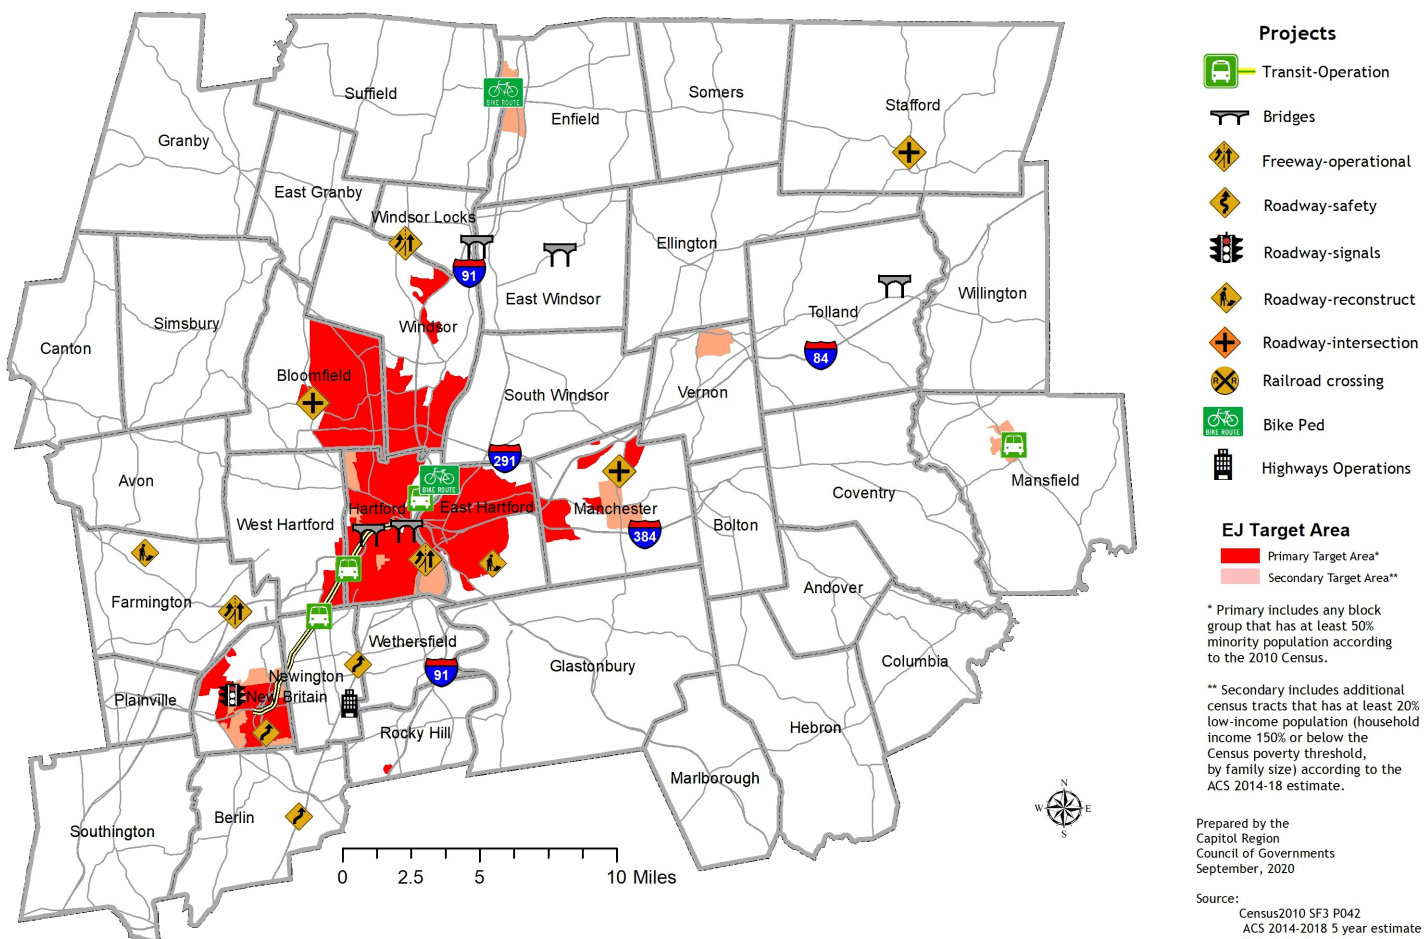 Projects
Transit-Operation
Bridges
Freeway-operational
Roadway-safety
Roadway-signals
Roadway-reconstruct
Roadway-intersection
R R
Railroad crossing
BIKE ROUTE
Bike Ped
Highways Operations
EJ Target Area
Primary Target Area*
Secondary Target Area**
* Primary includes any block
group that has at least 50%
minority population according
to the 2010 Census.
** Secondary includes additional
census tracts that has at least 20%
low-income population (household
income 150% or below the
Census poverty threshold,
by family size) according to the
ACS 2014-18 estimate.
Prepared by the
Capitol Region
Council of Governments
September, 2020
Source:
Census2010 SF3 P042
ACS 2014-2018 5 year estimate
Suffield
BIKE ROUTE
Enfield
Somers
Stafford
Granby
East Granby
Windsor Locks
Ellington
91
East Windsor
Tolland
Willington
Simsbury
Windsor
Canton
84
Bloomfield
South Windsor
Vernon
291
Avon
BIKE ROUTE
Mansfield
Coventry
Hartford
East Hartford
Manchester
West Hartford
Bolton
384
Andover
Farmington
Wethersfield
Glastonbury
Columbia
91
Newington
Plainville
New Britain
Rocky Hill
Hebron
Marlborough
Berlin
Southington
N
W E
S
0 2.5 5 10 Miles